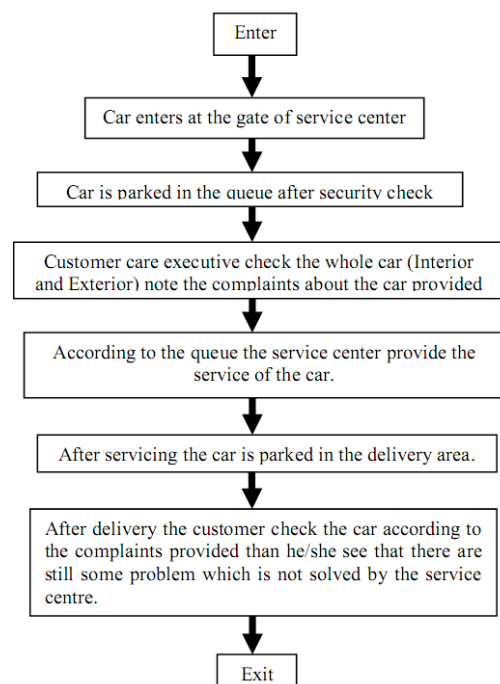 Enter
Car enters at the gate of service center
Car is parked in the queue after security check
Customer care executive check the whole car (Interior
and Exterior) note the complaints about the car provided
According to the queue the service center provide the
service of the car.
After servicing the car is parked in the delivery area.
After delivery the customer check the car according to
the complaints provided than he/she see that there are
still some problem which is not solved by the service
centre.
Exit